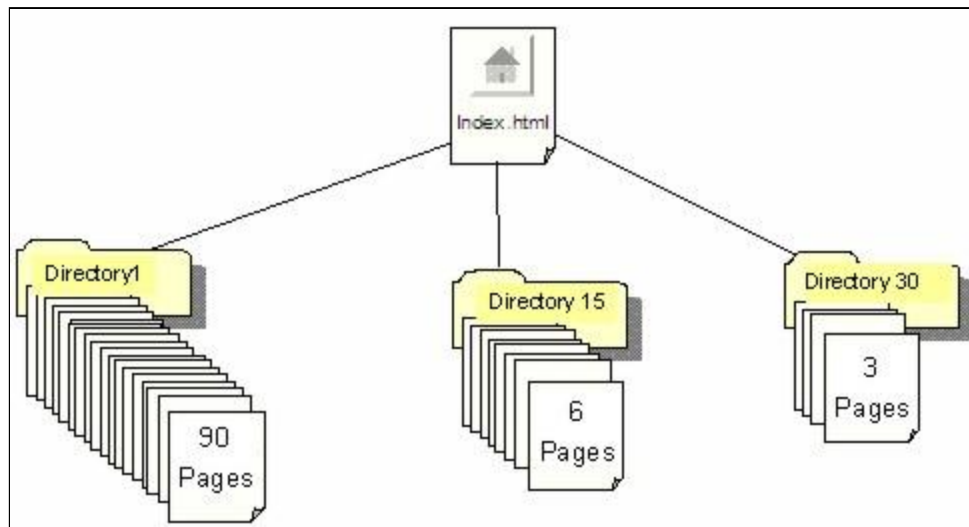 Index.html
Directory1
Directory 15
Directory 30
90
Pages
6
Pages
3
Pages